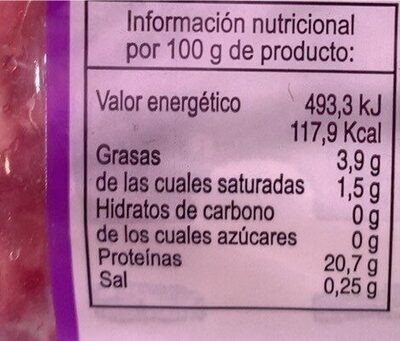 Información nutricional
por 100 g de producto:
Valor energético 493,3 kJ
117,9 Kcal
Grasas 3,9 g
de las cuales saturadas 1,5 g
Hidratos de carbono 0 g
de los cuales azúcares 0 g
Proteínas 20,7 g
Sal 0,25 g